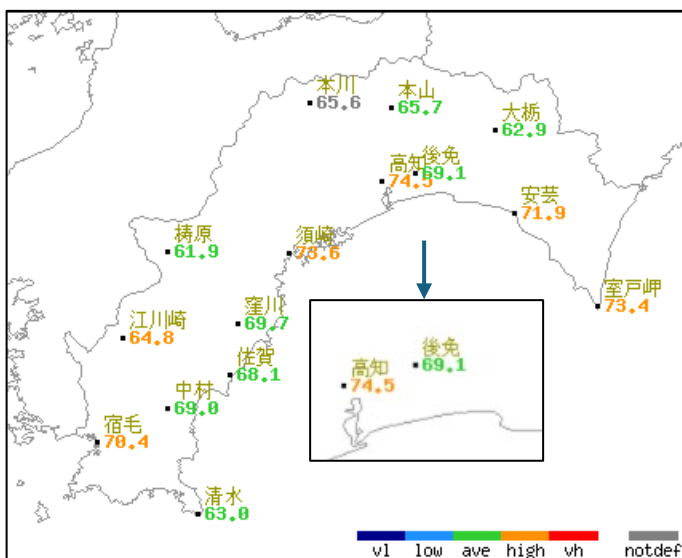 本川
65.6
本山
65.7
大栃
62.9
高知
74.5
後免
69.1
安芸
71.9
梼原
61.9
須崎
73.6
室戸岬
73.4
江川崎
64.8
窪川
69.7
佐賀
68.1
中村
69.0
宿毛
70.4
清水
63.0
後免
69.1
高知
74.5
vl low ave high vh notdef